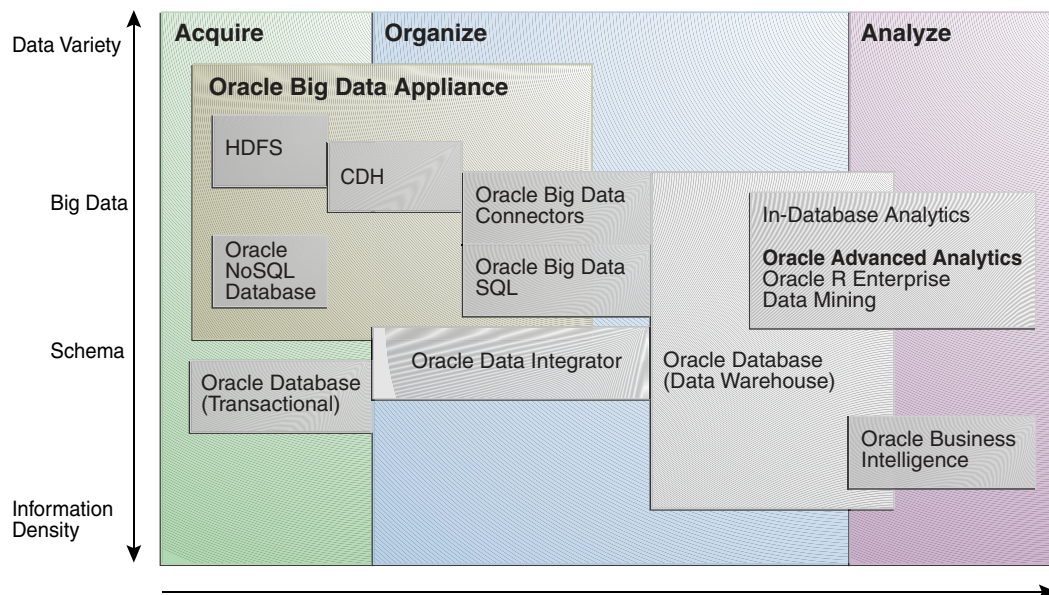 Data Variety
Acquire
Organize
Analyze
Oracle Big Data Appliance
HDFS
CDH
Big Data
Oracle Big Data
Connectors
In-Database Analytics
Oracle
NoSQL
Database
Oracle Big Data
SQL
Oracle Advanced Analytics
Oracle R Enterprise
Data Mining
Schema
Oracle Data Integrator
Oracle Database
(Data Warehouse)
Oracle Database
(Transactional)
Oracle Business
Intelligence
Information
Density